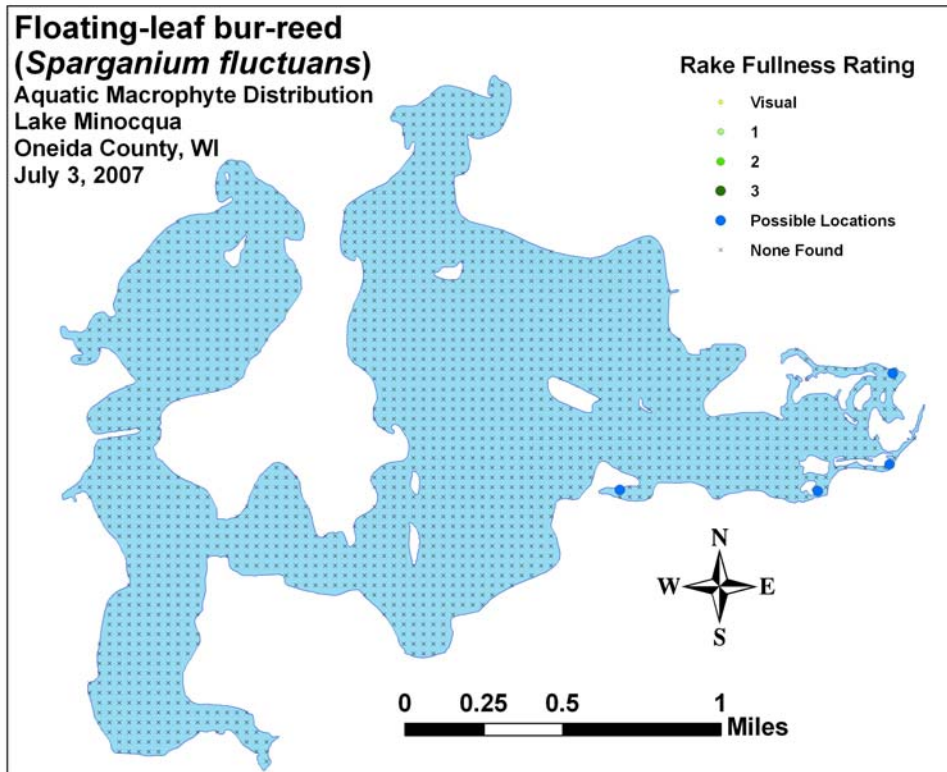 Floating-leaf bur-reed
(Sparganium fluctuans)
Aquatic Macrophyte Distribution
Lake Minocqua
Oneida County, WI
July 3, 2007
Rake Fullness Rating
Visual
1
2
3
Possible Locations
None Found
N
W E
S
0 0.25 0.5 1
Miles